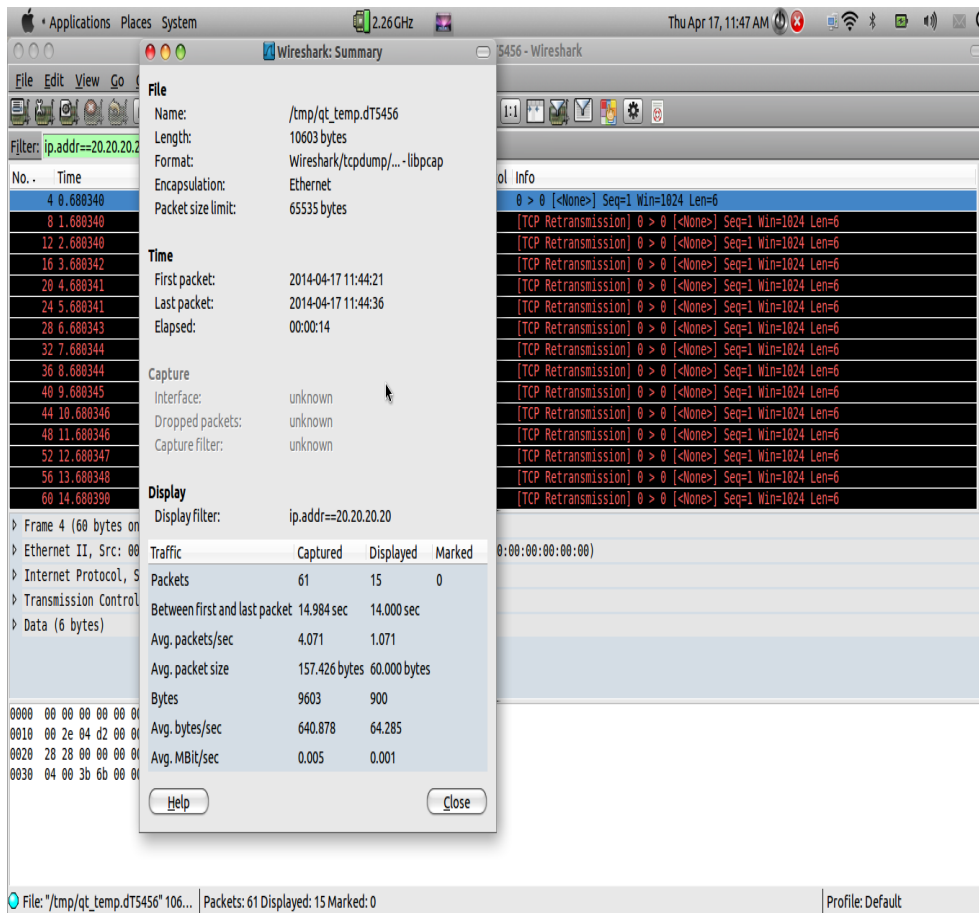 Applications Places System 2.26 GHz Thu Apr 17, 11:47 AM
Wireshark: Summary
5456 - Wireshark
File Edit View Go
1:1
Filter: ip.addr==20.20.20.2
No. . Time ol Info
4 0.680340 0 > 0 [<None>] Seq=1 Win=1024 Len=6
8 1.680340 [TCP Retransmission] 0 > 0 [<None>] Seq=1 Win=1024 Len=6
12 2.680340 [TCP Retransmission] 0 > 0 [<None>] Seq=1 Win=1024 Len=6
16 3.680342 [TCP Retransmission] 0 > 0 [<None>] Seq=1 Win=1024 Len=6
20 4.680341 [TCP Retransmission] 0 > 0 [<None>] Seq=1 Win=1024 Len=6
24 5.680341 [TCP Retransmission] 0 > 0 [<None>] Seq=1 Win=1024 Len=6
28 6.680343 [TCP Retransmission] 0 > 0 [<None>] Seq=1 Win=1024 Len=6
32 7.680344 [TCP Retransmission] 0 > 0 [<None>] Seq=1 Win=1024 Len=6
36 8.680344 [TCP Retransmission] 0 > 0 [<None>] Seq=1 Win=1024 Len=6
40 9.680345 [TCP Retransmission] 0 > 0 [<None>] Seq=1 Win=1024 Len=6
44 10.680346 [TCP Retransmission] 0 > 0 [<None>] Seq=1 Win=1024 Len=6
48 11.680346 [TCP Retransmission] 0 > 0 [<None>] Seq=1 Win=1024 Len=6
52 12.680347 [TCP Retransmission] 0 > 0 [<None>] Seq=1 Win=1024 Len=6
56 13.680348 [TCP Retransmission] 0 > 0 [<None>] Seq=1 Win=1024 Len=6
60 14.680390 [TCP Retransmission] 0 > 0 [<None>] Seq=1 Win=1024 Len=6
Frame 4 (60 bytes on
Ethernet II, Src: 00 0:00:00:00:00:00)
Internet Protocol, S
Transmission Control
Data (6 bytes)
0000 00 00 00 00 00 00
0010 00 2e 04 d2 00 00
0020 28 28 00 00 00 00
0030 04 00 3b 6b 00 00
File
Name: /tmp/qt_temp.dT5456
Length: 10603 bytes
Format: Wireshark/tcpdump/... - libpcap
Encapsulation: Ethernet
Packet size limit: 65535 bytes
Time
First packet: 2014-04-17 11:44:21
Last packet: 2014-04-17 11:44:36
Elapsed: 00:00:14
Capture
Interface: unknown
Dropped packets: unknown
Capture filter: unknown
Display
Display filter: ip.addr==20.20.20.20
Traffic Captured Displayed Marked
Packets 61 15 0
Between first and last packet 14.984 sec 14.000 sec
Avg. packets/sec 4.071 1.071
Avg. packet size 157.426 bytes 60.000 bytes
Bytes 9603 900
Avg. bytes/sec 640.878 64.285
Avg. MBit/sec 0.005 0.001
Help Close
File: "/tmp/qt_temp.dT5456" 106... Packets: 61 Displayed: 15 Marked: 0 Profile: Default